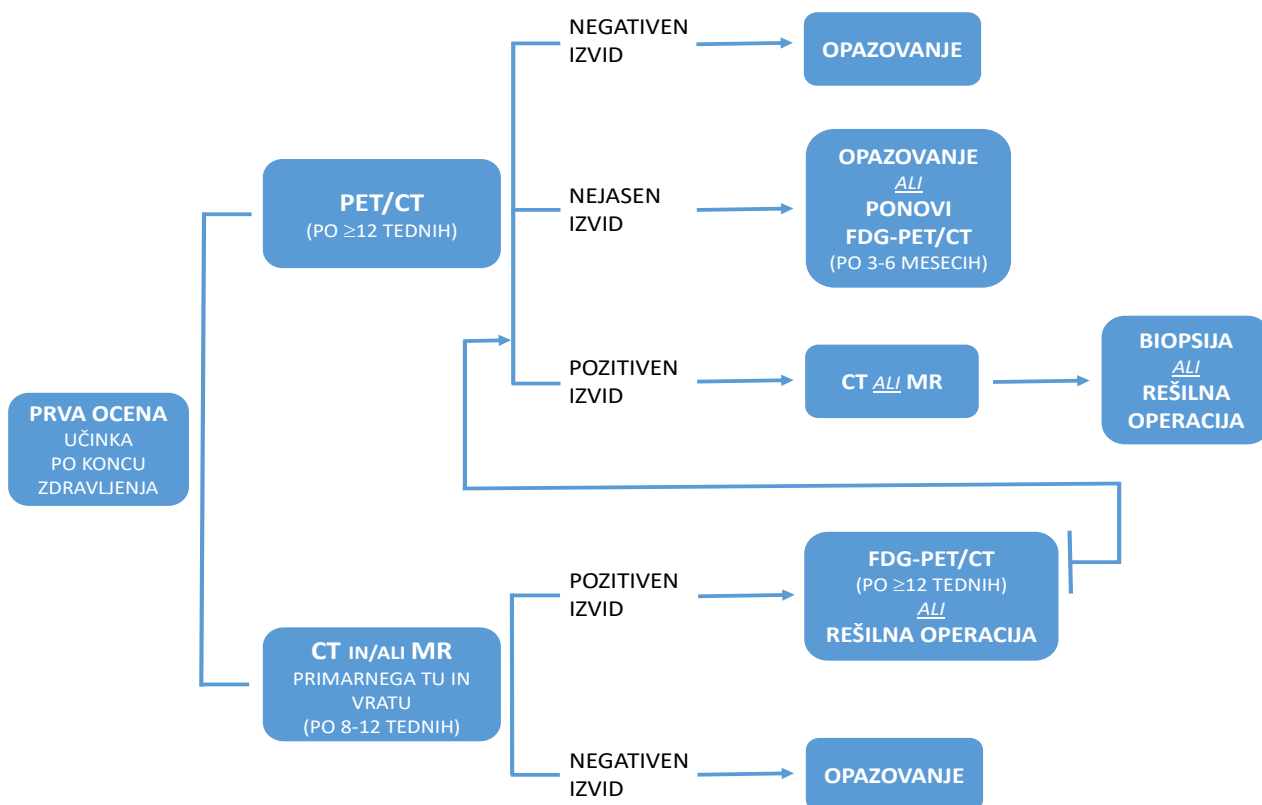 PRVA OCENA
UČINKA
PO KONCU
ZDRAVLJENJA
PET/CT
(PO ≥12 TEDNIH)
NEGATIVEN
IZVID
OPAZOVANJE
NEJASEN
IZVID
OPAZOVANJE
ALI
PONOVI
FDG-PET/CT
(PO 3-6 MESECIH)
POZITIVEN
IZVID
CT ALI MR
BIOPSIJA
ALI
REŠILNA
OPERACIJA
CT IN/ALI MR
PRIMARNEGA TU IN
VRATU
(PO 8-12 TEDNIH)
POZITIVEN
IZVID
FDG-PET/CT
(PO ≥12 TEDNIH)
ALI
REŠILNA OPERACIJA
NEGATIVEN
IZVID
OPAZOVANJE